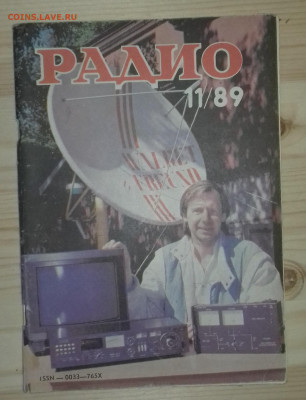 COINS.LAVE.RU
РАДИО
11/89
ISSN — 0033—765X